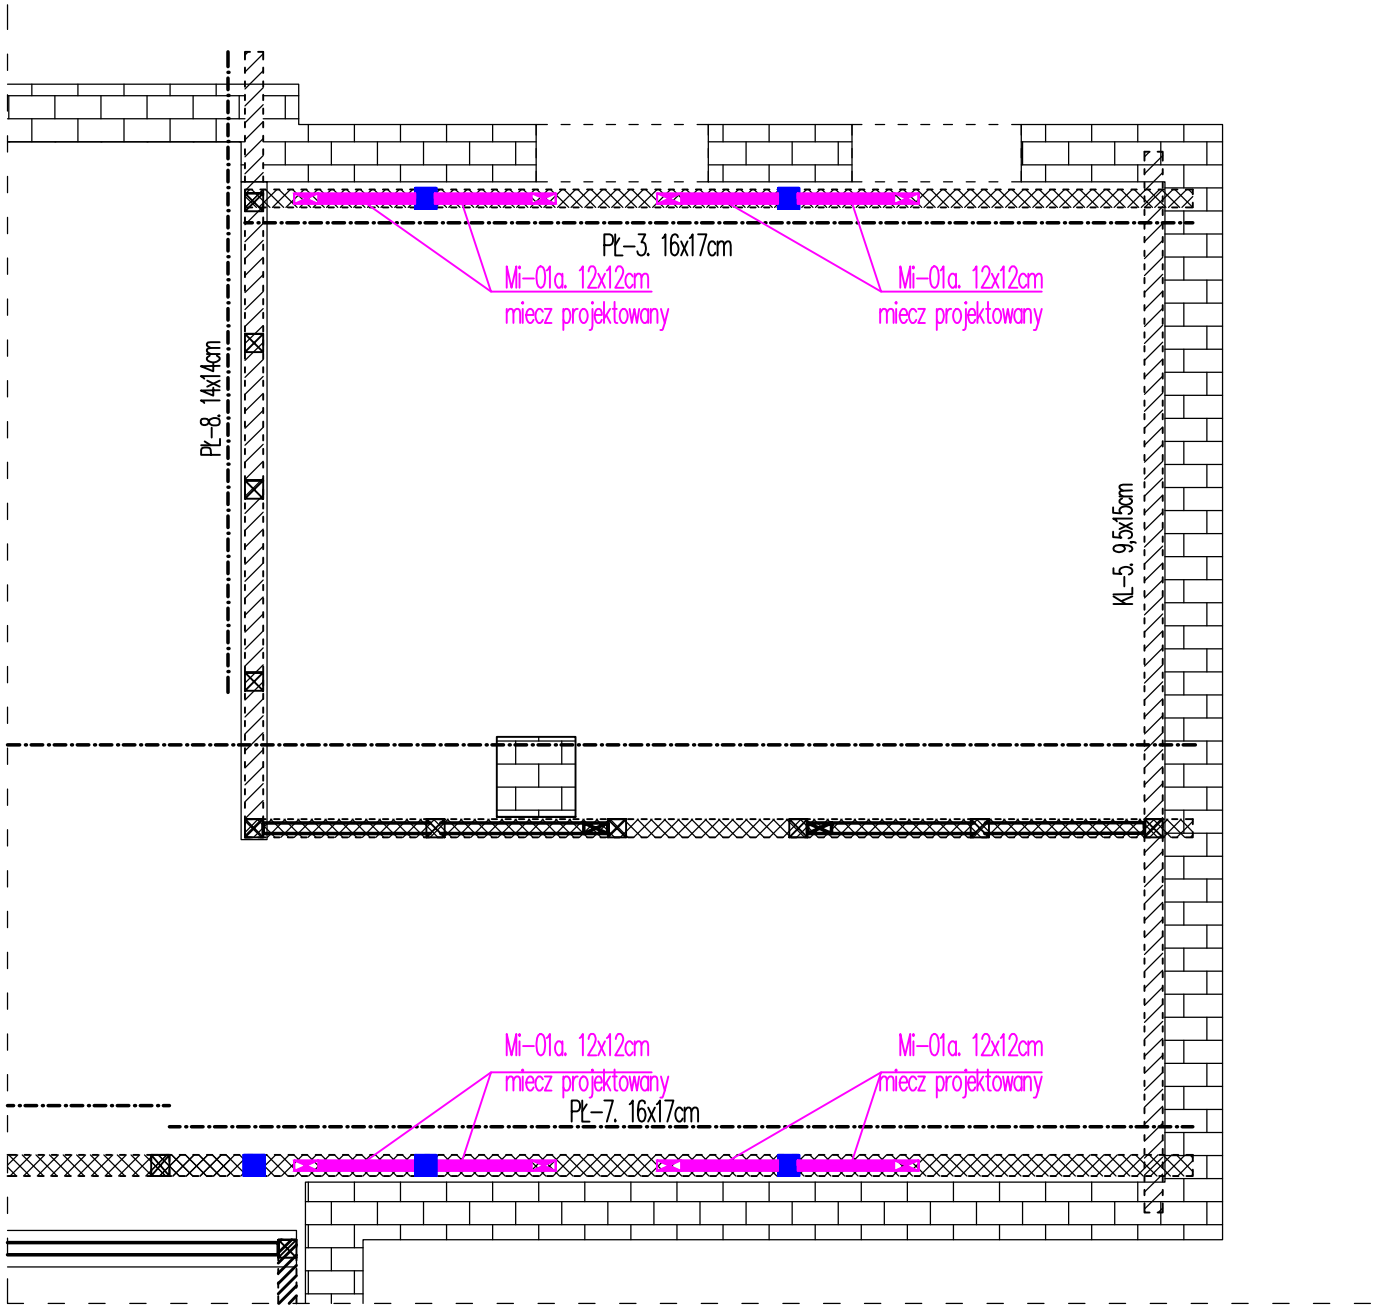 PŁ-3. 16x17cm
Mi-01a. 12x12cm
miecz projektowany
Mi-01a. 12x12cm
miecz projektowany
PŁ-8. 14x14cm
KL-5. 9,5x15cm
Mi-01a. 12x12cm
miecz projektowany
Mi-01a. 12x12cm
miecz projektowany
PŁ-7. 16x17cm